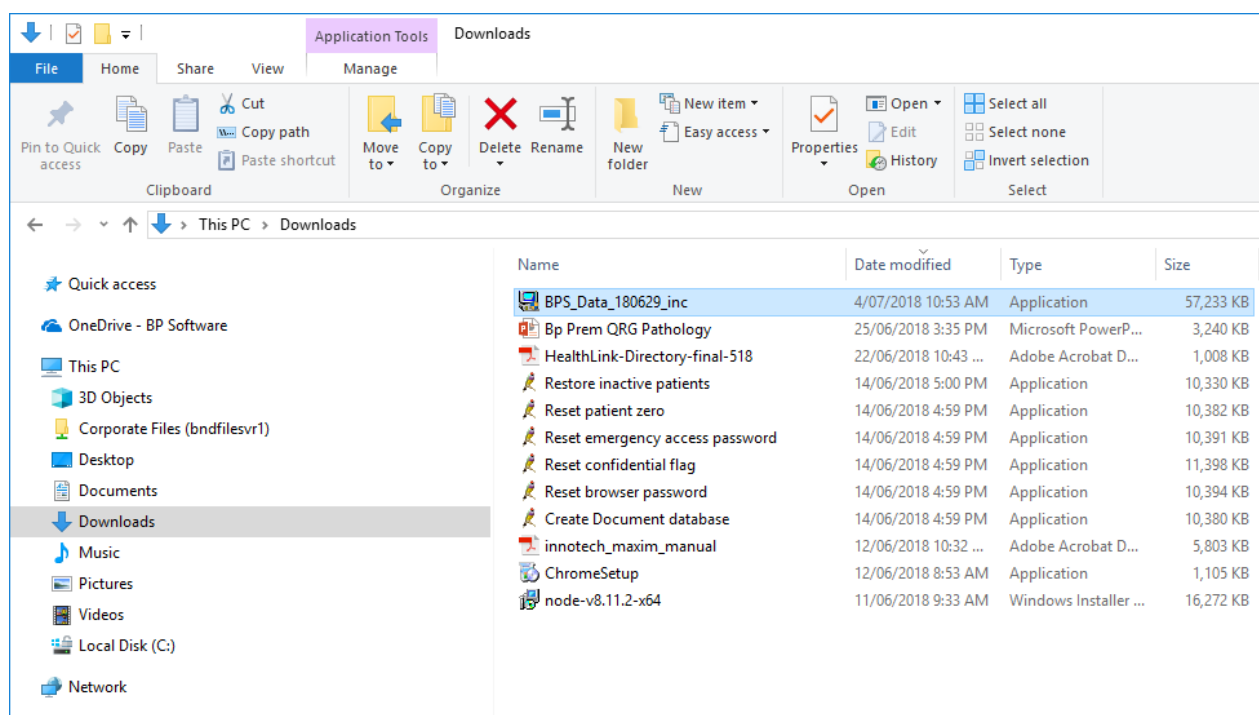 Application Tools Downloads
File Home Share View Manage
Pin to Quick access
Copy
Paste
Cut
Copy path
Paste shortcut
Clipboard
Move to
Copy to
Delete
Rename
Organize
New folder
New item
Easy access
New
Properties
Open
Edit
History
Open
Select all
Select none
Invert selection
Select
This PC > Downloads
Quick access
OneDrive - BP Software
This PC
3D Objects
Corporate Files (bndfilesvr1)
Desktop
Documents
Downloads
Music
Pictures
Videos
Local Disk (C:)
Network
Name Date modified Type Size
BPS_Data_180629_inc 4/07/2018 10:53 AM Application 57,233 KB
Bp Prem QRG Pathology 25/06/2018 3:35 PM Microsoft PowerP... 3,240 KB
HealthLink-Directory-final-518 22/06/2018 10:43 ... Adobe Acrobat D... 1,008 KB
Restore inactive patients 14/06/2018 5:00 PM Application 10,330 KB
Reset patient zero 14/06/2018 4:59 PM Application 10,382 KB
Reset emergency access password 14/06/2018 4:59 PM Application 10,391 KB
Reset confidential flag 14/06/2018 4:59 PM Application 11,398 KB
Reset browser password 14/06/2018 4:59 PM Application 10,394 KB
Create Document database 14/06/2018 4:59 PM Application 10,380 KB
innotech_maxim_manual 12/06/2018 10:32 ... Adobe Acrobat D... 5,803 KB
ChromeSetup 12/06/2018 8:53 AM Application 1,105 KB
node-v8.11.2-x64 11/06/2018 9:33 AM Windows Installer ... 16,272 KB